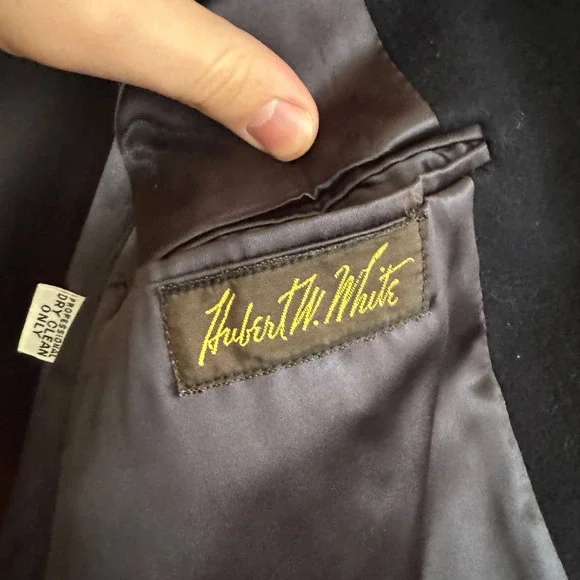 Hubert W. White
PROFESSIONAL
DRY CLEAN
ONLY